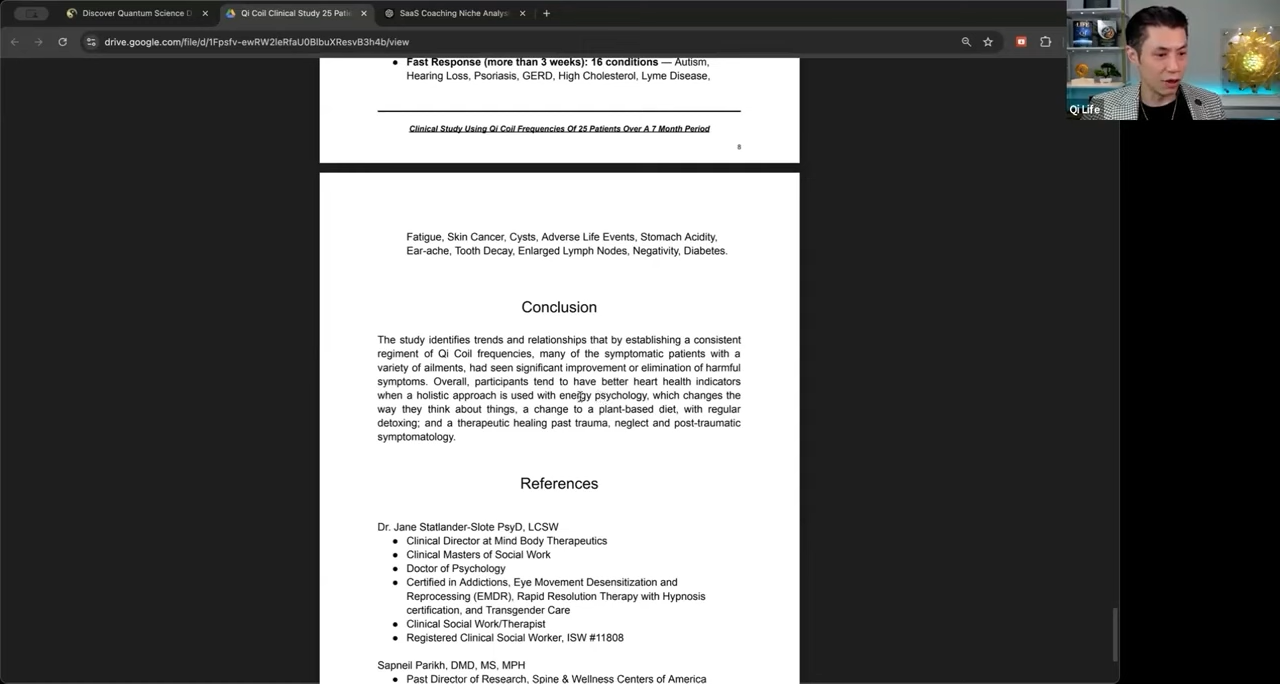 Discover Quantum Science D
Qi Coil Clinical Study 25 Pati
SaaS Coaching Niche Analys
drive.google.com/file/d/1Fpsfv-ewRW2leRfaU0BlbuXResvB3h4b/view
Qi Life
Fast Response (more than 3 weeks): 16 conditions — Autism,
Hearing Loss, Psoriasis, GERD, High Cholesterol, Lyme Disease,
Clinical Study Using Qi Coil Frequencies Of 25 Patients Over A 7 Month Period
8
Fatigue, Skin Cancer, Cysts, Adverse Life Events, Stomach Acidity,
Ear-ache, Tooth Decay, Enlarged Lymph Nodes, Negativity, Diabetes.
Conclusion
The study identifies trends and relationships that by establishing a consistent
regiment of Qi Coil frequencies, many of the symptomatic patients with a
variety of ailments, had seen significant improvement or elimination of harmful
symptoms. Overall, participants tend to have better heart health indicators
when a holistic approach is used with energy psychology, which changes the
way they think about things, a change to a plant-based diet, with regular
detoxing; and a therapeutic healing past trauma, neglect and post-traumatic
symptomatology.
References
Dr. Jane Statlander-Slote PsyD, LCSW
Clinical Director at Mind Body Therapeutics
Clinical Masters of Social Work
Doctor of Psychology
Certified in Addictions, Eye Movement Desensitization and
Reprocessing (EMDR), Rapid Resolution Therapy with Hypnosis
certification, and Transgender Care
Clinical Social Work/Therapist
Registered Clinical Social Worker, ISW #11808
Sapneil Parikh, DMD, MS, MPH
Past Director of Research, Spine & Wellness Centers of America